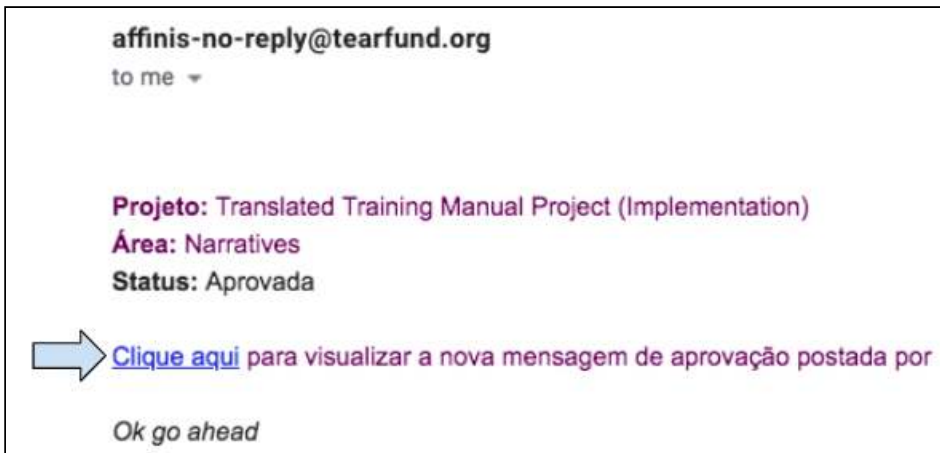 affinis-no-reply@tearfund.org
to me
Projeto: Translated Training Manual Project (Implementation)
Área: Narratives
Status: Aprovada
Clique aqui para visualizar a nova mensagem de aprovação postada por
Ok go ahead